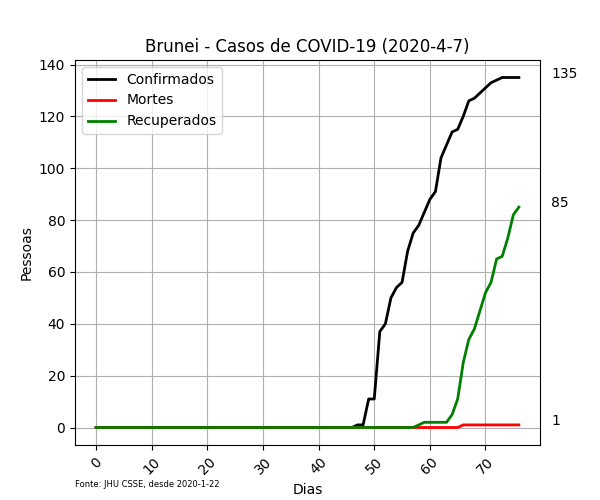 Brunei - Casos de COVID-19 (2020-4-7)
Confirmados
Mortes
Recuperados
Pessoas
140
120
100
80
60
40
20
0
135
85
1
0 10 20 30 40 50 60 70
Dias
Fonte: JHU CSSE, desde 2020-1-22